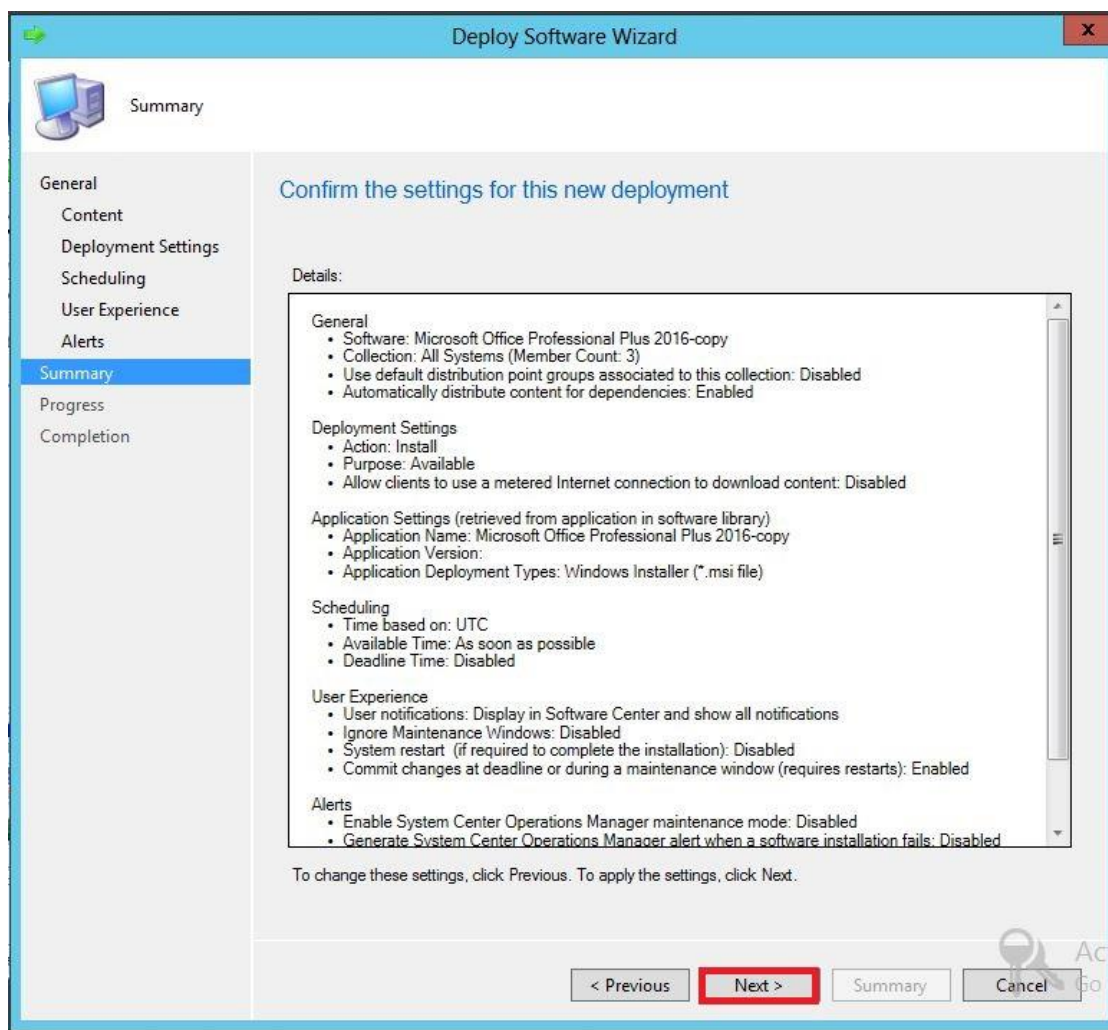 Deploy Software Wizard
x
Summary
General
Content
Deployment Settings
Scheduling
User Experience
Alerts
Summary
Progress
Completion
Confirm the settings for this new deployment
Details:
General
• Software: Microsoft Office Professional Plus 2016-copy
• Collection: All Systems (Member Count: 3)
• Use default distribution point groups associated to this collection: Disabled
• Automatically distribute content for dependencies: Enabled
Deployment Settings
• Action: Install
• Purpose: Available
• Allow clients to use a metered Internet connection to download content: Disabled
Application Settings (retrieved from application in software library)
• Application Name: Microsoft Office Professional Plus 2016-copy
• Application Version:
• Application Deployment Types: Windows Installer (*.msi file)
Scheduling
• Time based on: UTC
• Available Time: As soon as possible
• Deadline Time: Disabled
User Experience
• User notifications: Display in Software Center and show all notifications
• Ignore Maintenance Windows: Disabled
• System restart  (if required to complete the installation): Disabled
• Commit changes at deadline or during a maintenance window (requires restarts): Enabled
Alerts
• Enable System Center Operations Manager maintenance mode: Disabled
• Generate System Center Operations Manager alert when a software installation fails: Disabled
To change these settings, click Previous. To apply the settings, click Next.
Ac
< Previous Next > Summary Cancel Go